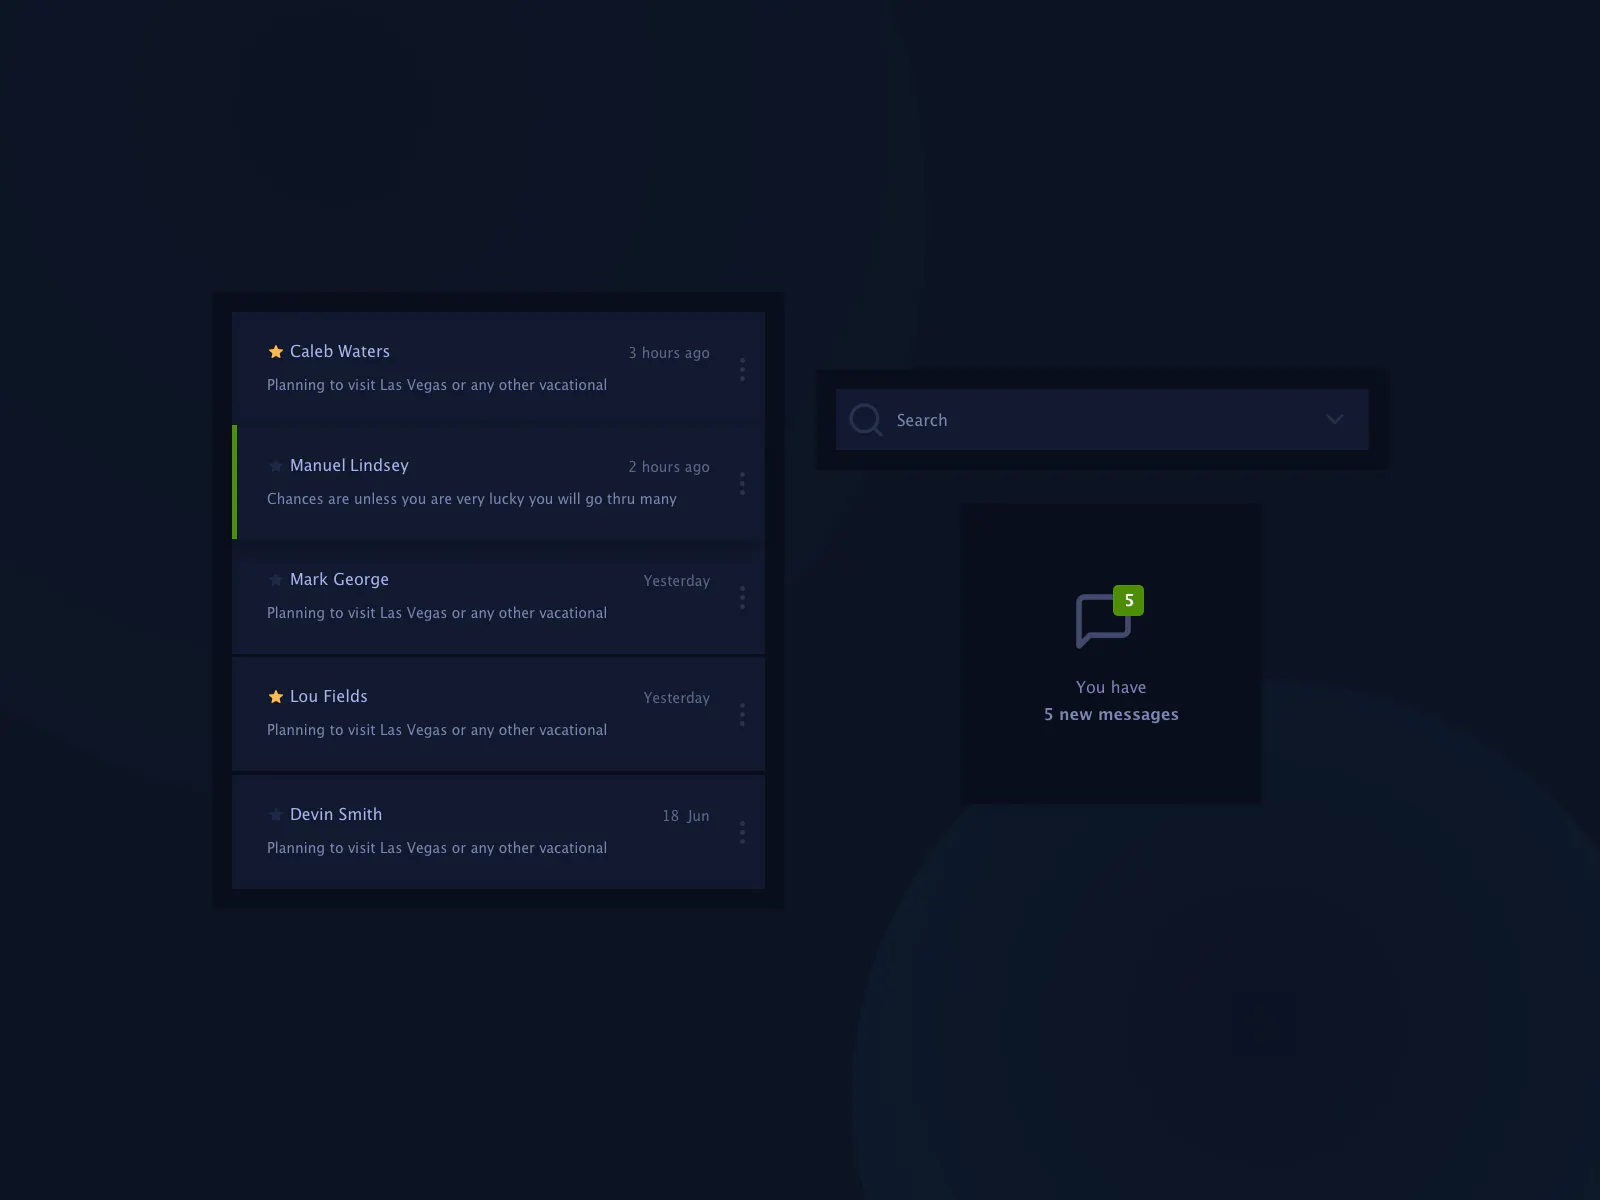 Caleb Waters
3 hours ago
Planning to visit Las Vegas or any other vacational
Manuel Lindsey
2 hours ago
Chances are unless you are very lucky you will go thru many
Mark George
Yesterday
Planning to visit Las Vegas or any other vacational
Lou Fields
Yesterday
Planning to visit Las Vegas or any other vacational
Devin Smith
18 Jun
Planning to visit Las Vegas or any other vacational
Search
5
You have
5 new messages